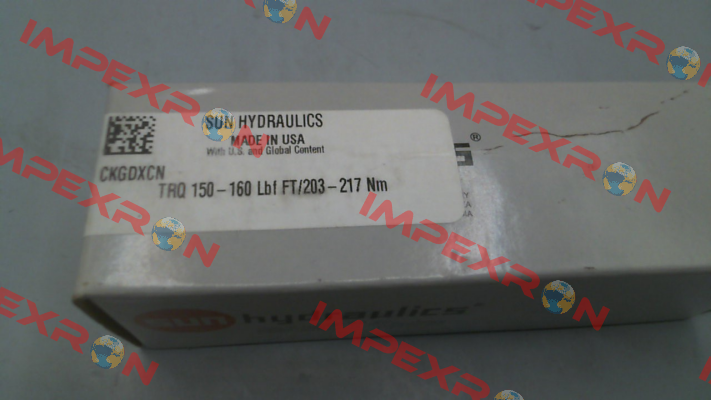 SUN HYDRAULICS
MADE IN USA
With U.S. and Global Content
CKGDXCN
TRQ 150-160 Lbf FT/203-217 Nm
sun hydraulics
IMPEXRON
IMPEXRON
IMPEXRON
IMPEXRON
IMPEXRON
IMPEXRON